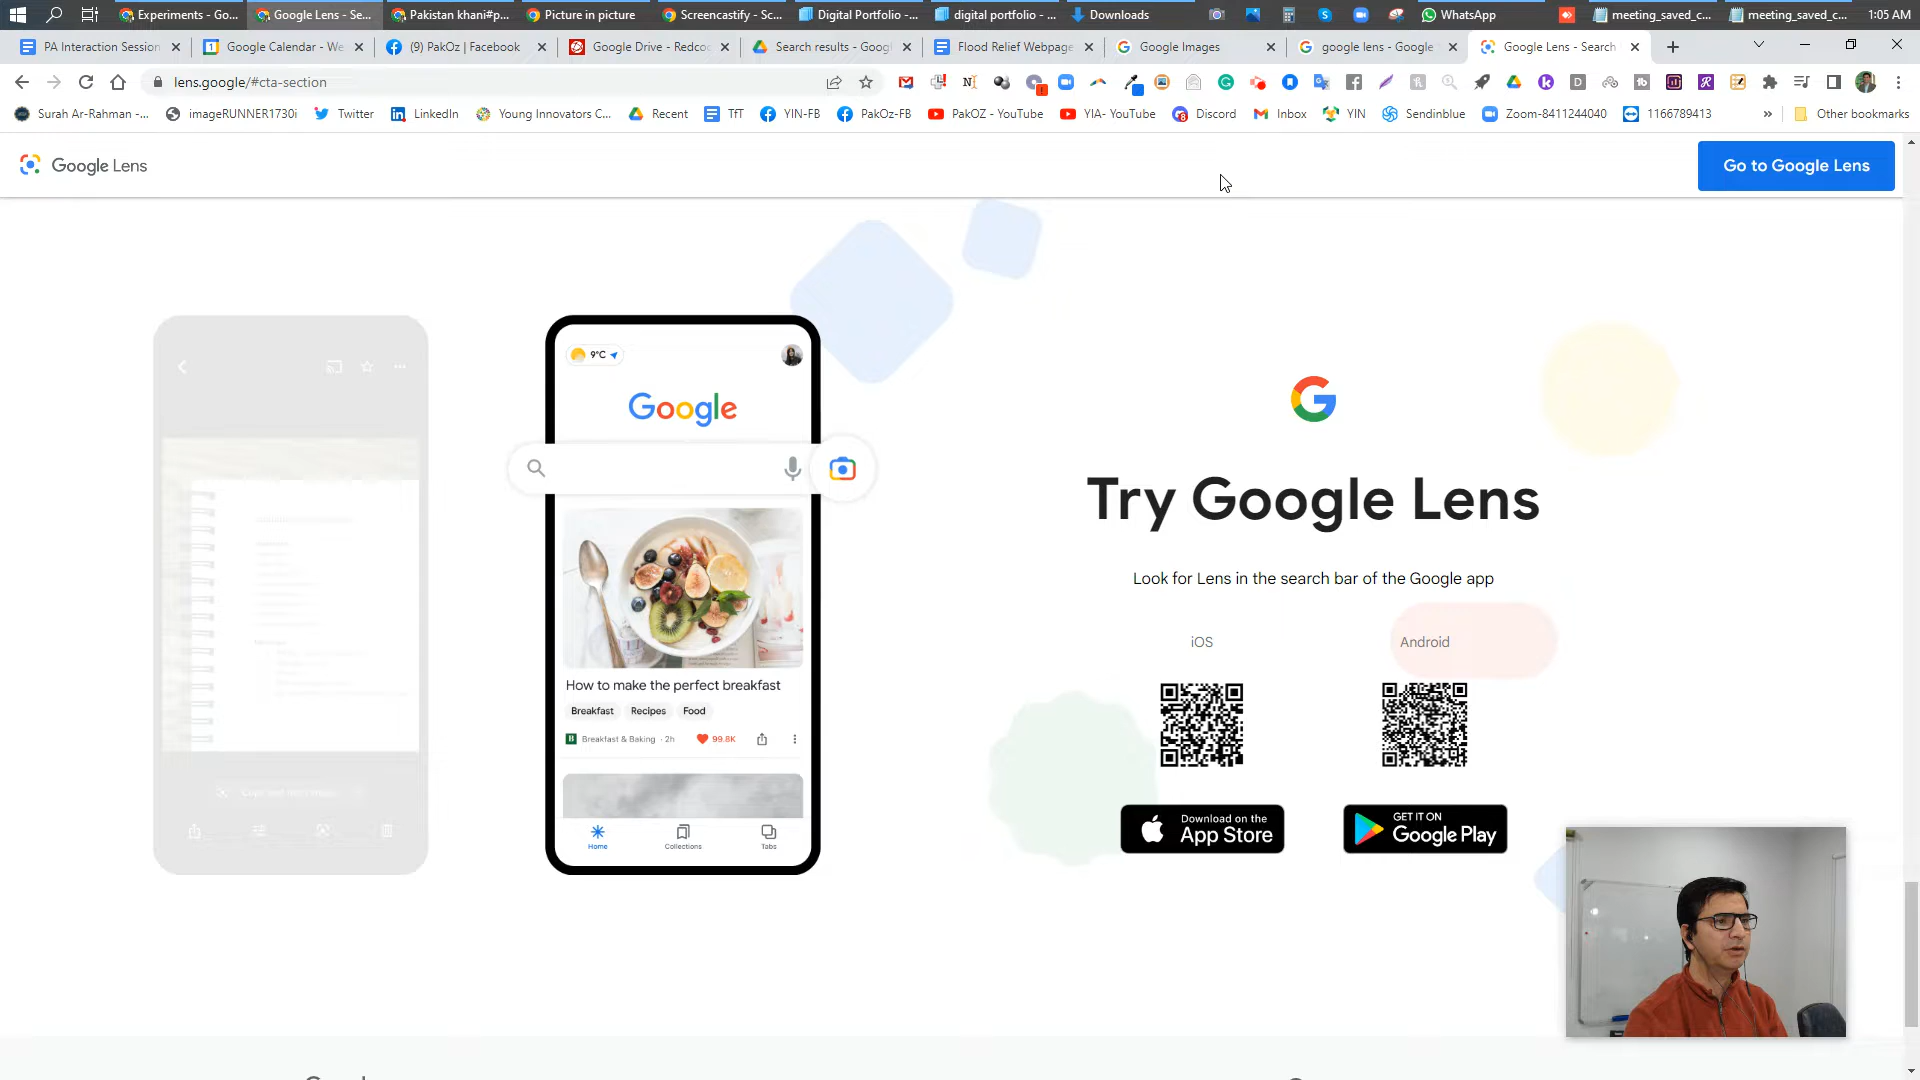 Experiments - Go...
Google Lens - Se...
Pakistan khani#p...
Picture in picture
Screencastify - Sc...
Digital Portfolio -...
digital portfolio - ...
Downloads
WhatsApp
meeting_saved_c...
meeting_saved_c...
1:05 AM
PA Interaction Session
Google Calendar - We
(9) PakOz | Facebook
Google Drive - Redco
Search results - Goog
Flood Relief Webpage
Google Images
google lens - Google
Google Lens - Search
lens.google/#cta-section
Surah Ar-Rahman -...
imageRUNNER1730i
Twitter
LinkedIn
Young Innovators C...
Recent
TfT
YIN-FB
PakOz-FB
PakOZ - YouTube
YIA- YouTube
Discord
Inbox
YIN
Sendinblue
Zoom-8411244040
1166789413
»
Other bookmarks
Google Lens
Go to Google Lens
9°C
Google
How to make the perfect breakfast
Breakfast
Recipes
Food
Breakfast & Baking · 2h
99.8K
Home
Collections
Tabs
Try Google Lens
Look for Lens in the search bar of the Google app
iOS
Android
Download on the
App Store
GET IT ON
Google Play